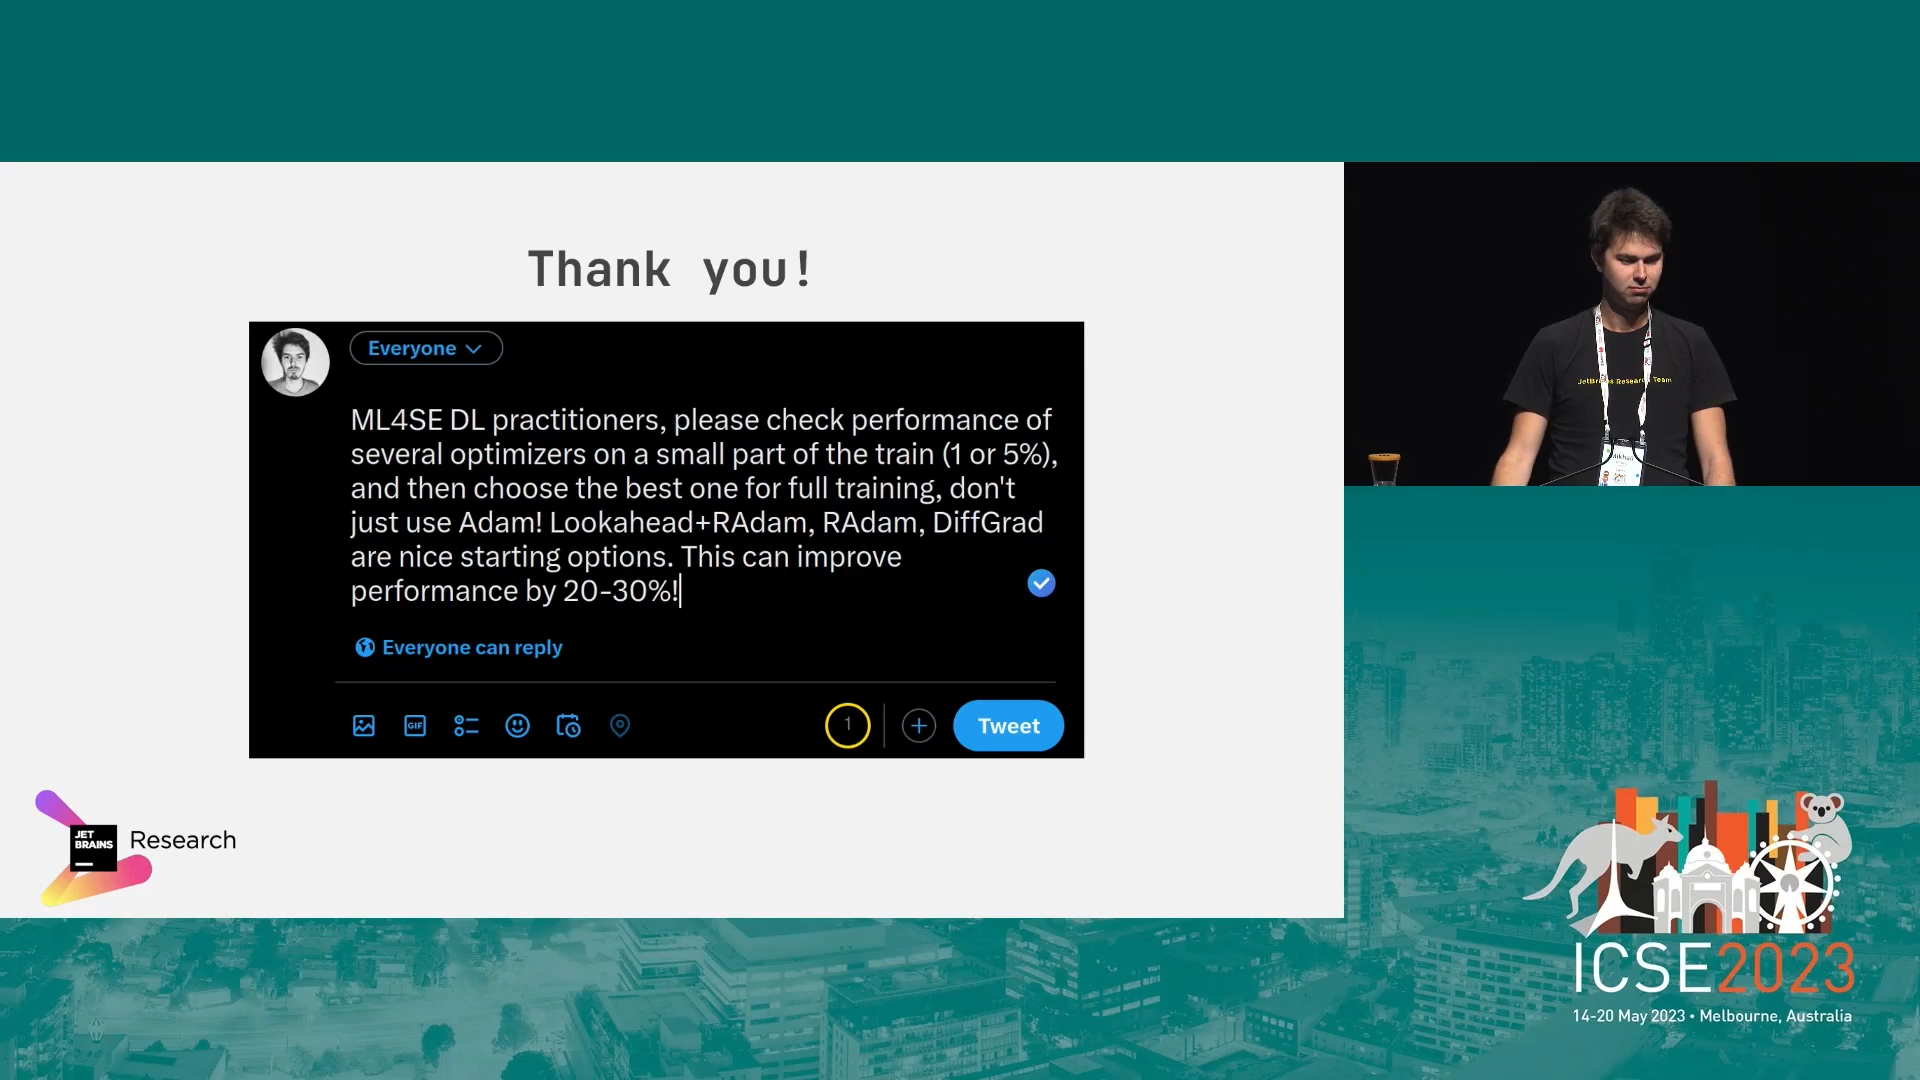 Thank you!
Everyone
ML4SE DL practitioners, please check performance of
several optimizers on a small part of the train (1 or 5%),
and then choose the best one for full training, don't
just use Adam! Lookahead+RAdam, RAdam, DiffGrad
are nice starting options. This can improve
performance by 20-30%!
Everyone can reply
GIF
1
Tweet
JET
BRAINS
Research
JetBrains Research Team
ICSE2023
14-20 May 2023 • Melbourne, Australia